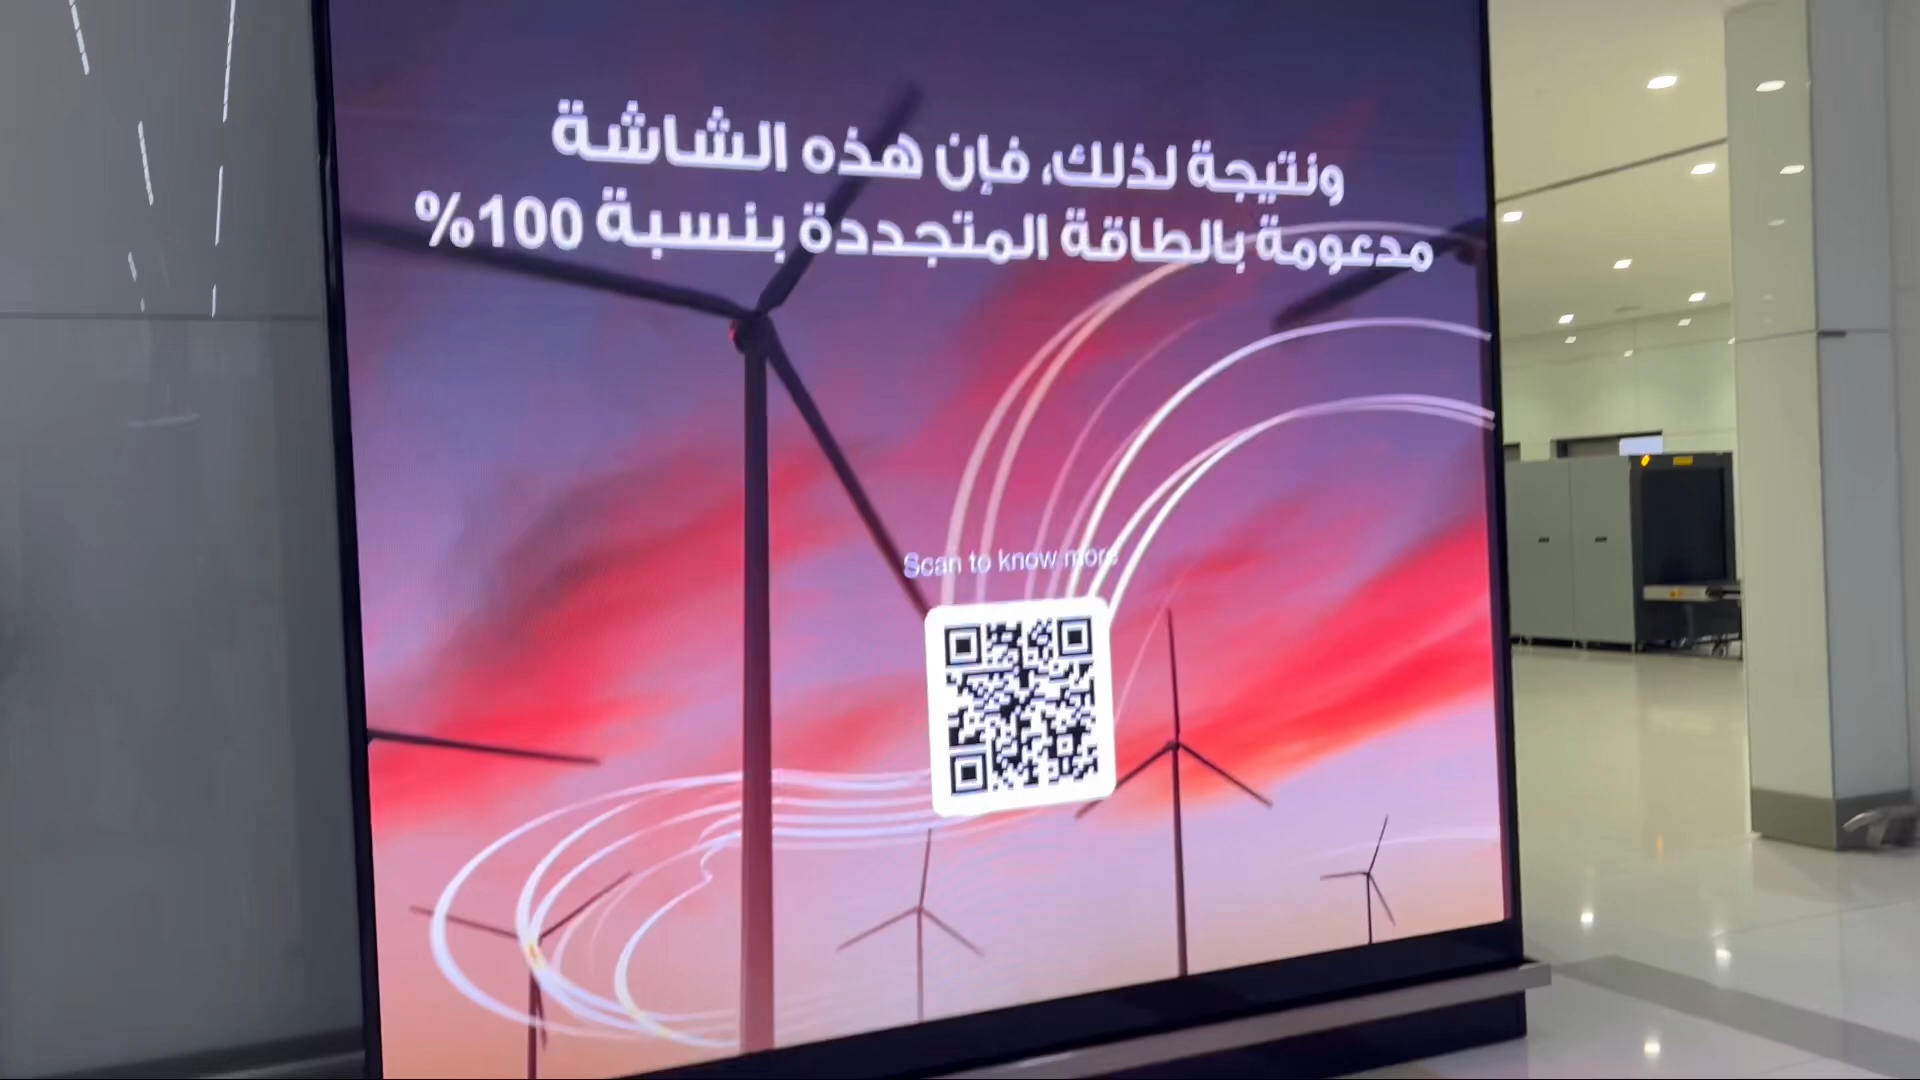 ونتيجة لذلك، فإن هذه الشاشة
مدعومة بالطاقة المتجددة بنسبة 100%
Scan to know more